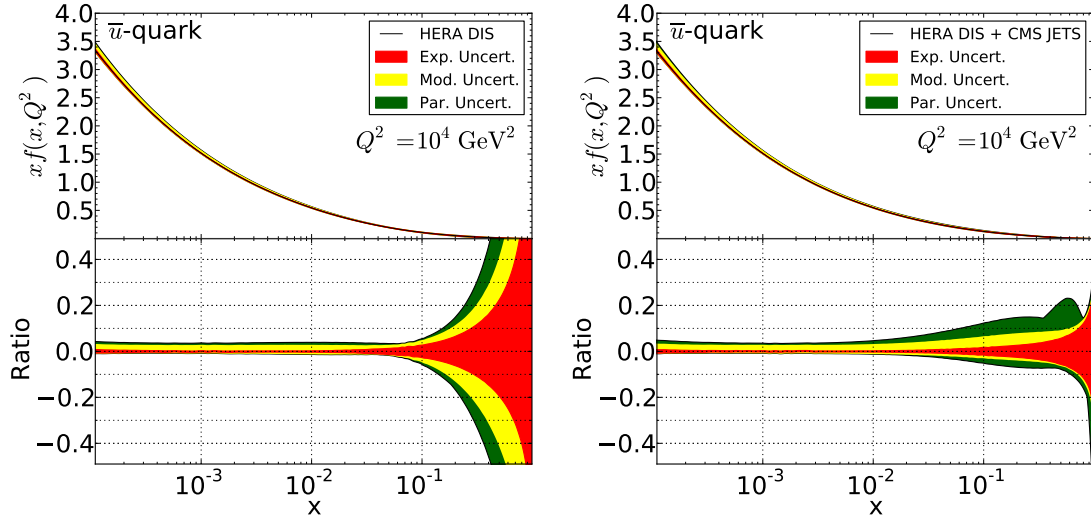 u̅-quark
HERA DIS
Exp. Uncert.
Mod. Uncert.
Par. Uncert.
Q² =10⁴ GeV²
xf(x,Q²)
4.0
3.5
3.0
2.5
2.0
1.5
1.0
0.5
Ratio
0.4
0.2
0.0
−0.2
−0.4
10⁻³ 10⁻² 10⁻¹
x
u̅-quark
HERA DIS + CMS JETS
Exp. Uncert.
Mod. Uncert.
Par. Uncert.
Q² =10⁴ GeV²
xf(x,Q²)
4.0
3.5
3.0
2.5
2.0
1.5
1.0
0.5
Ratio
0.4
0.2
0.0
−0.2
−0.4
10⁻³ 10⁻² 10⁻¹
x